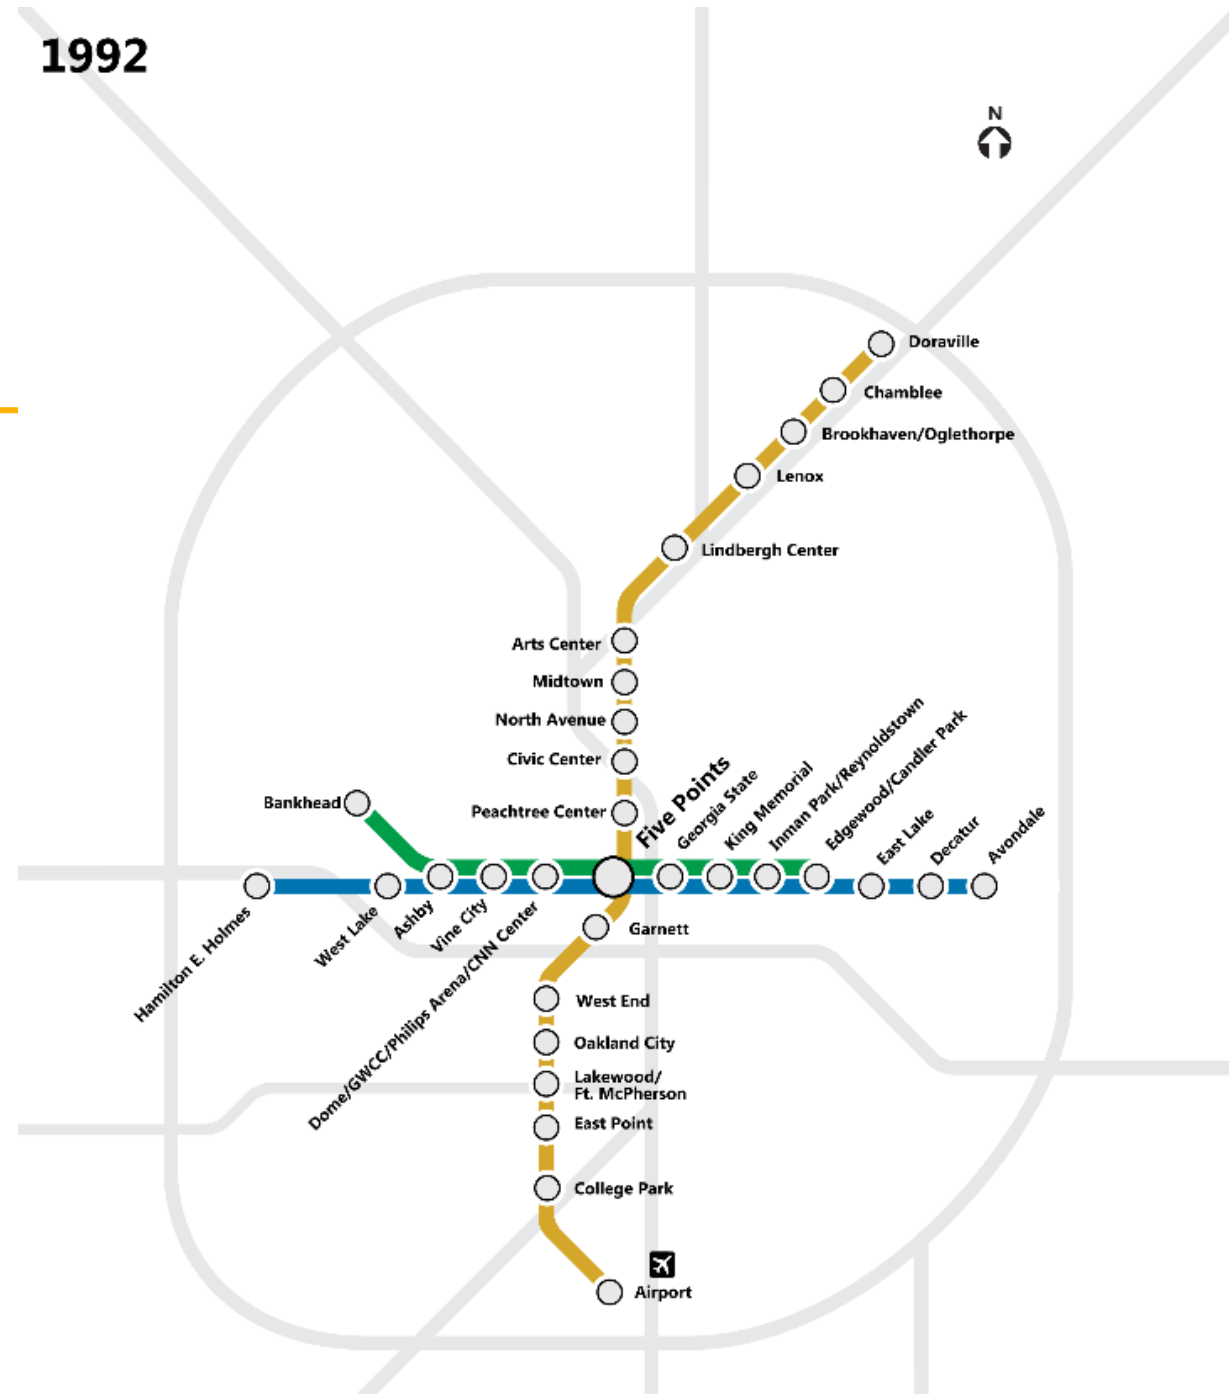 1992
N
Doraville
Chamblee
Brookhaven/Oglethorpe
Lenox
Lindbergh Center
Arts Center
Midtown
North Avenue
Civic Center
Peachtree Center
Five Points
Georgia State
King Memorial
Inman Park/Reynoldstown
Edgewood/Candler Park
East Lake
Decatur
Avondale
Bankhead
Hamilton E. Holmes
West Lake
Ashby
Vine City
Dome/GWCC/Philips Arena/CNN Center
Garnett
West End
Oakland City
Lakewood/
Ft. McPherson
East Point
College Park
Airport